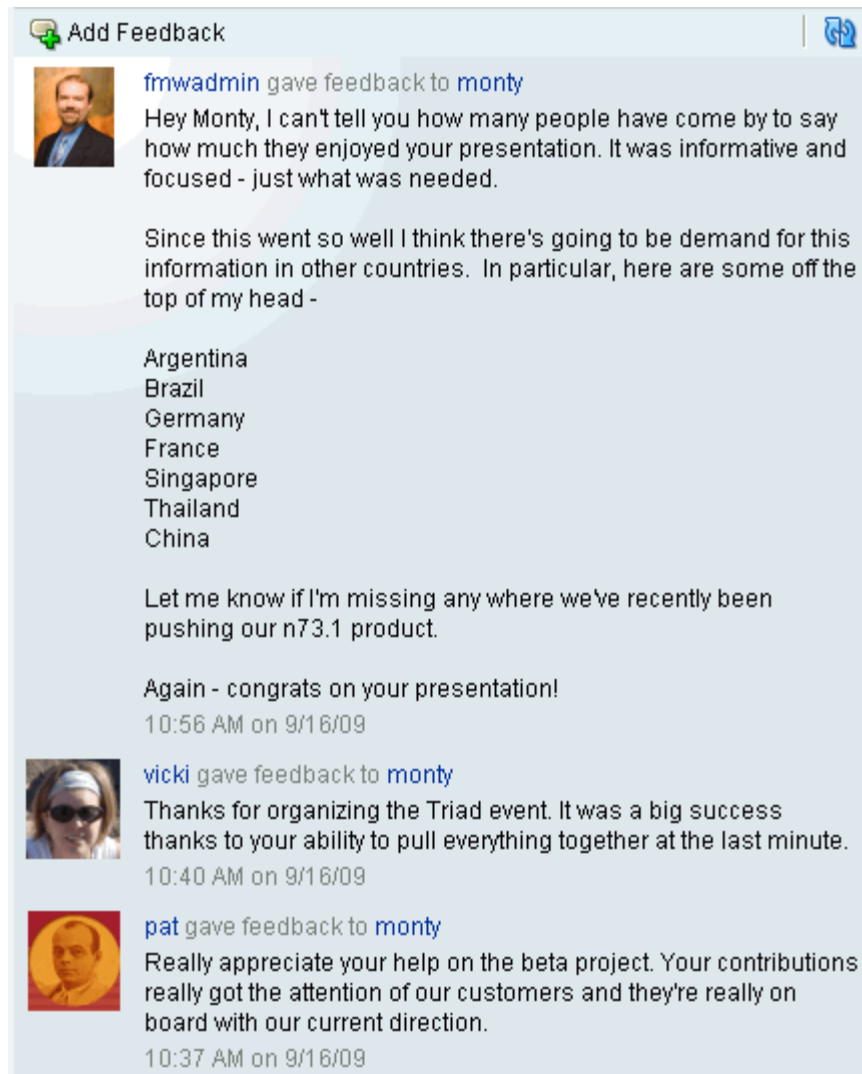 Add Feedback
fmwadmin gave feedback to monty
Hey Monty, I can't tell you how many people have come by to say
how much they enjoyed your presentation. It was informative and
focused - just what was needed.
Since this went so well I think there's going to be demand for this
information in other countries.  In particular, here are some off the
top of my head -
Argentina
Brazil
Germany
France
Singapore
Thailand
China
Let me know if I'm missing any where we've recently been
pushing our n73.1 product.
Again - congrats on your presentation!
10:56 AM on 9/16/09
vicki gave feedback to monty
Thanks for organizing the Triad event. It was a big success
thanks to your ability to pull everything together at the last minute.
10:40 AM on 9/16/09
pat gave feedback to monty
Really appreciate your help on the beta project. Your contributions
really got the attention of our customers and they're really on
board with our current direction.
10:37 AM on 9/16/09